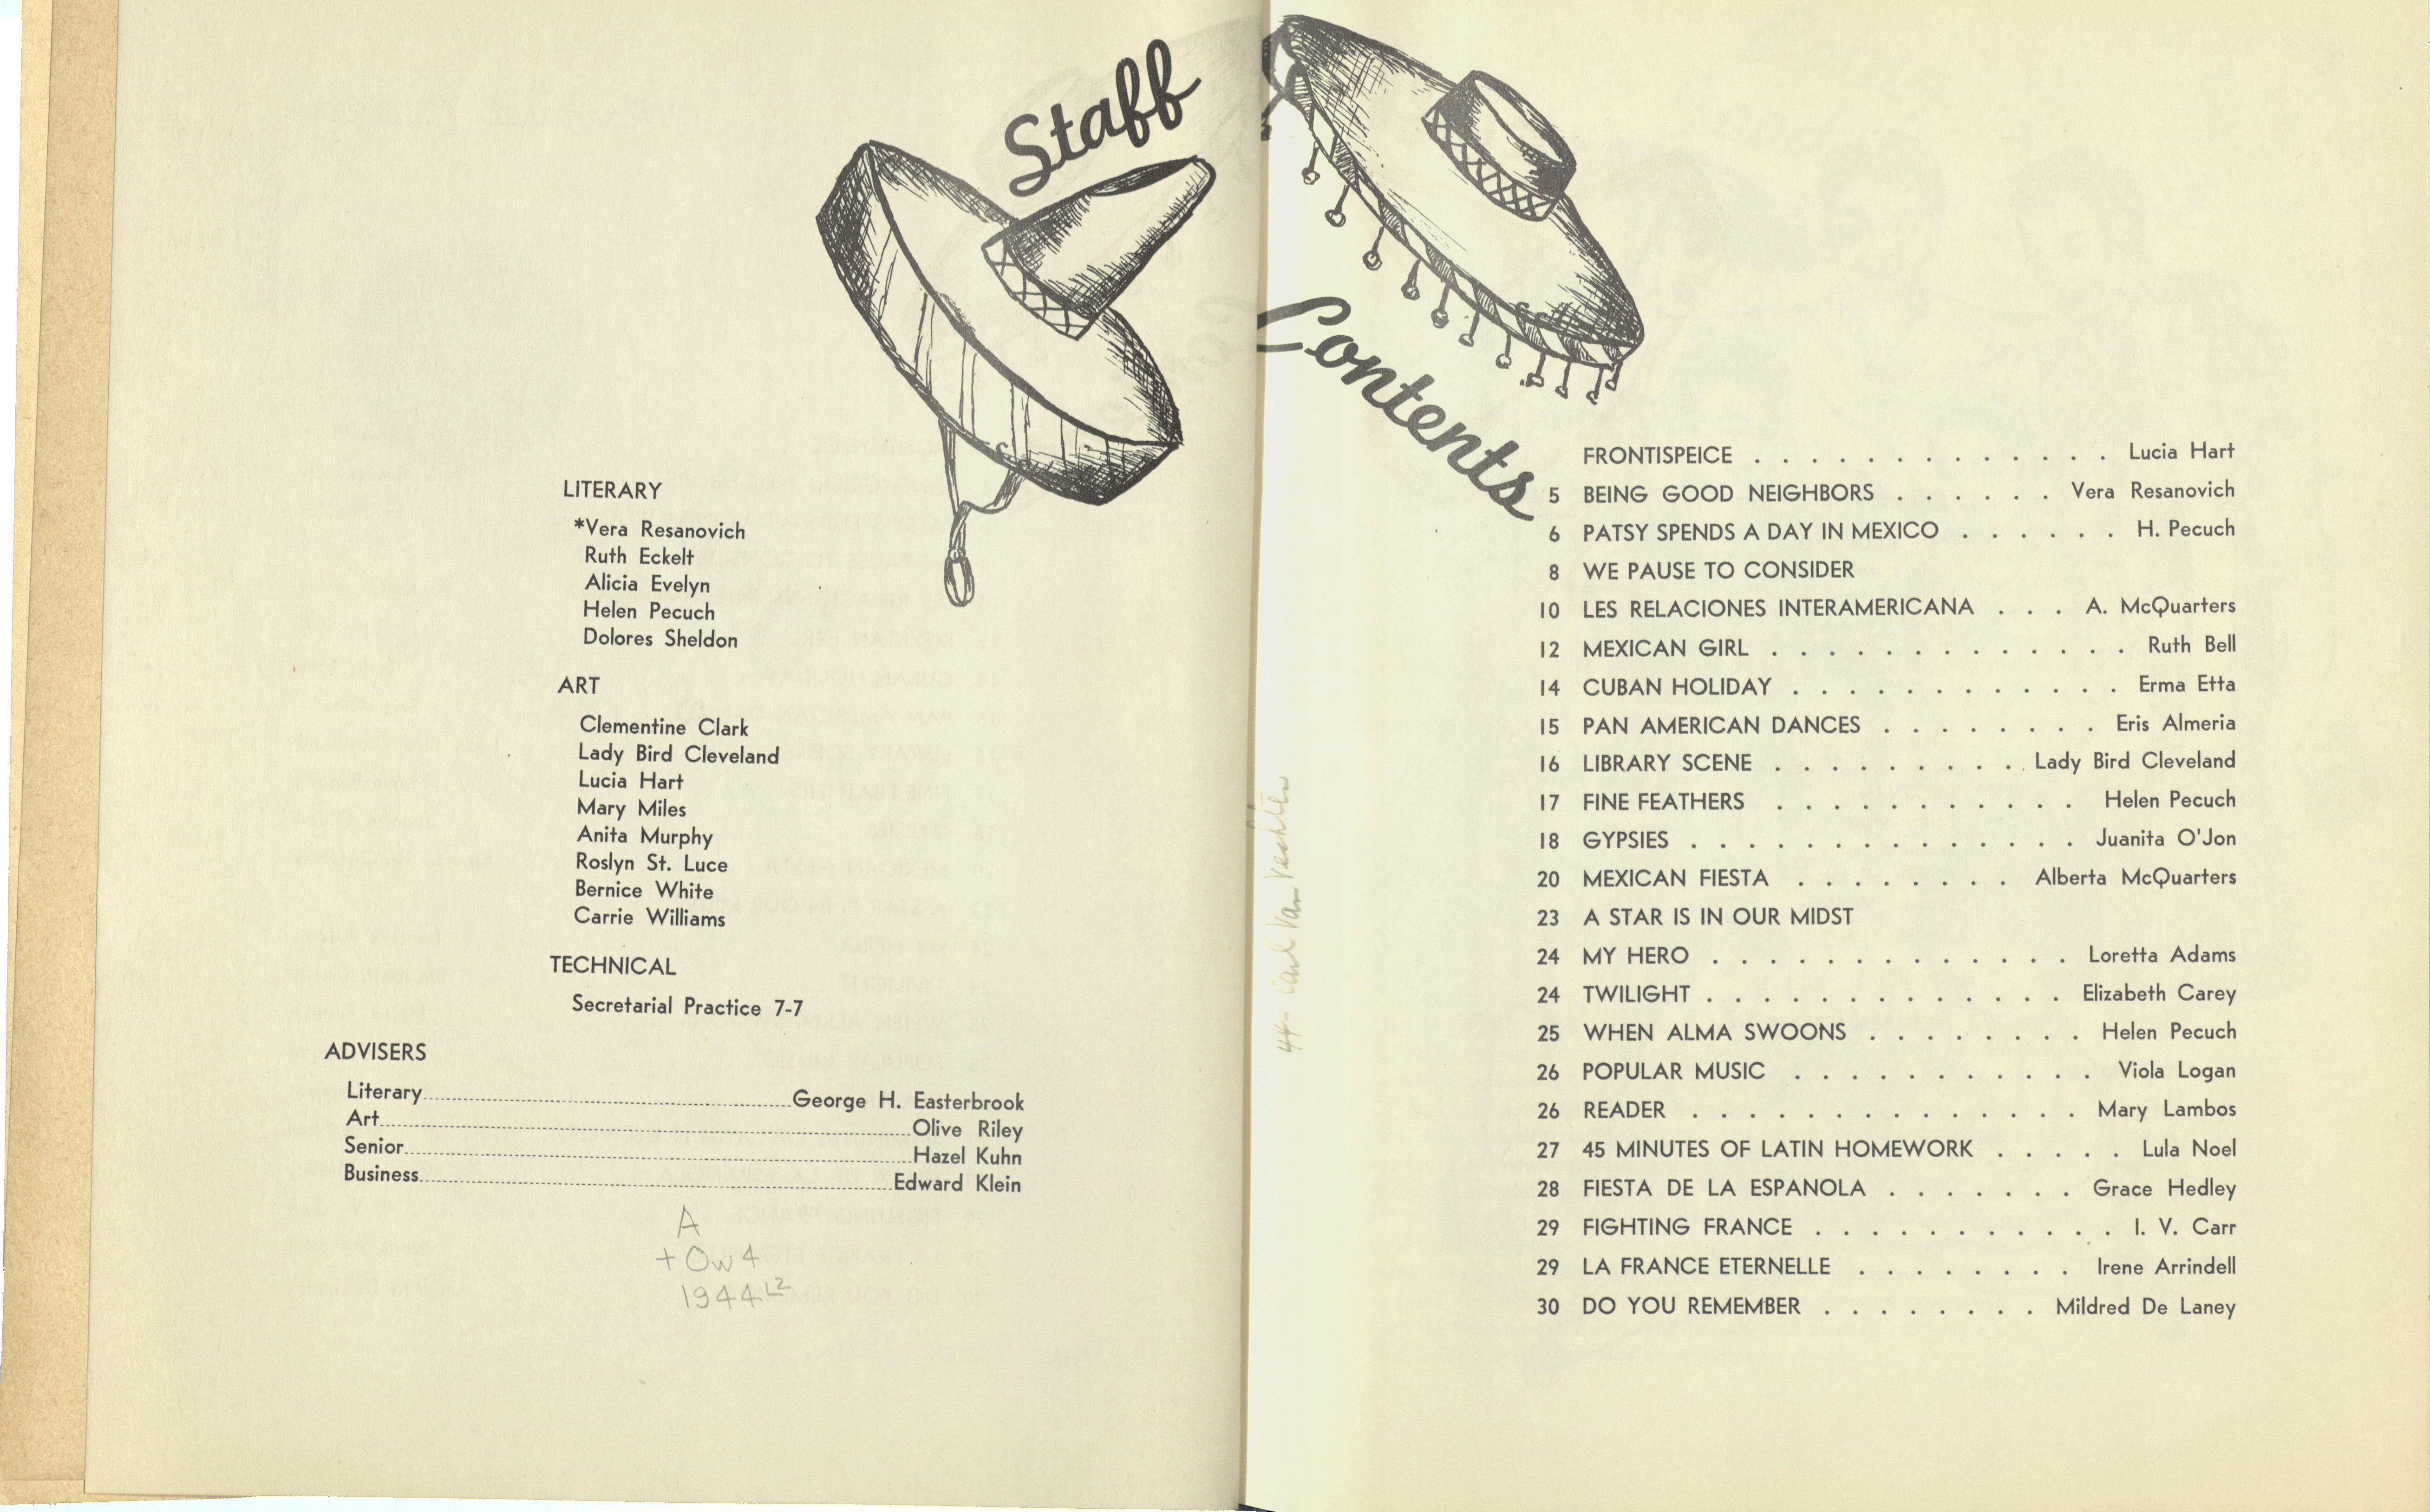 Staff
LITERARY
*Vera Resanovich
Ruth Eckelt
Alicia Evelyn
Helen Pecuch
Dolores Sheldon
ART
Clementine Clark
Lady Bird Cleveland
Lucia Hart
Mary Miles
Anita Murphy
Roslyn St. Luce
Bernice White
Carrie Williams
TECHNICAL
Secretarial Practice 7-7
ADVISERS
Literary........George H. Easterbrook
Art........Olive Riley
Senior........Hazel Kuhn
Business........Edward Klein
A
+Ow4
1944L2
44- Carl Van Vechten
Contents
FRONTISPEICE . . . . . . . . . . . . . Lucia Hart
5 BEING GOOD NEIGHBORS . . . . . . Vera Resanovich
6 PATSY SPENDS A DAY IN MEXICO . . . . . . H. Pecuch
8 WE PAUSE TO CONSIDER
10 LES RELACIONES INTERAMERICANA . . . A. McQuarters
12 MEXICAN GIRL . . . . . . . . . . . . . Ruth Bell
14 CUBAN HOLIDAY . . . . . . . . . . . . Erma Etta
15 PAN AMERICAN DANCES . . . . . . . . Eris Almeria
16 LIBRARY SCENE . . . . . . . . . Lady Bird Cleveland
17 FINE FEATHERS . . . . . . . . . . . Helen Pecuch
18 GYPSIES . . . . . . . . . . . . . . Juanita O'Jon
20 MEXICAN FIESTA . . . . . . . . Alberta McQuarters
23 A STAR IS IN OUR MIDST
24 MY HERO . . . . . . . . . . . . . Loretta Adams
24 TWILIGHT . . . . . . . . . . . . . Elizabeth Carey
25 WHEN ALMA SWOONS . . . . . . . . Helen Pecuch
26 POPULAR MUSIC . . . . . . . . . . . Viola Logan
26 READER . . . . . . . . . . . . . . Mary Lambos
27 45 MINUTES OF LATIN HOMEWORK . . . . . Lula Noel
28 FIESTA DE LA ESPANOLA . . . . . . . Grace Hedley
29 FIGHTING FRANCE . . . . . . . . . . . I. V. Carr
29 LA FRANCE ETERNELLE . . . . . . . . Irene Arrindell
30 DO YOU REMEMBER . . . . . . . . Mildred De Laney